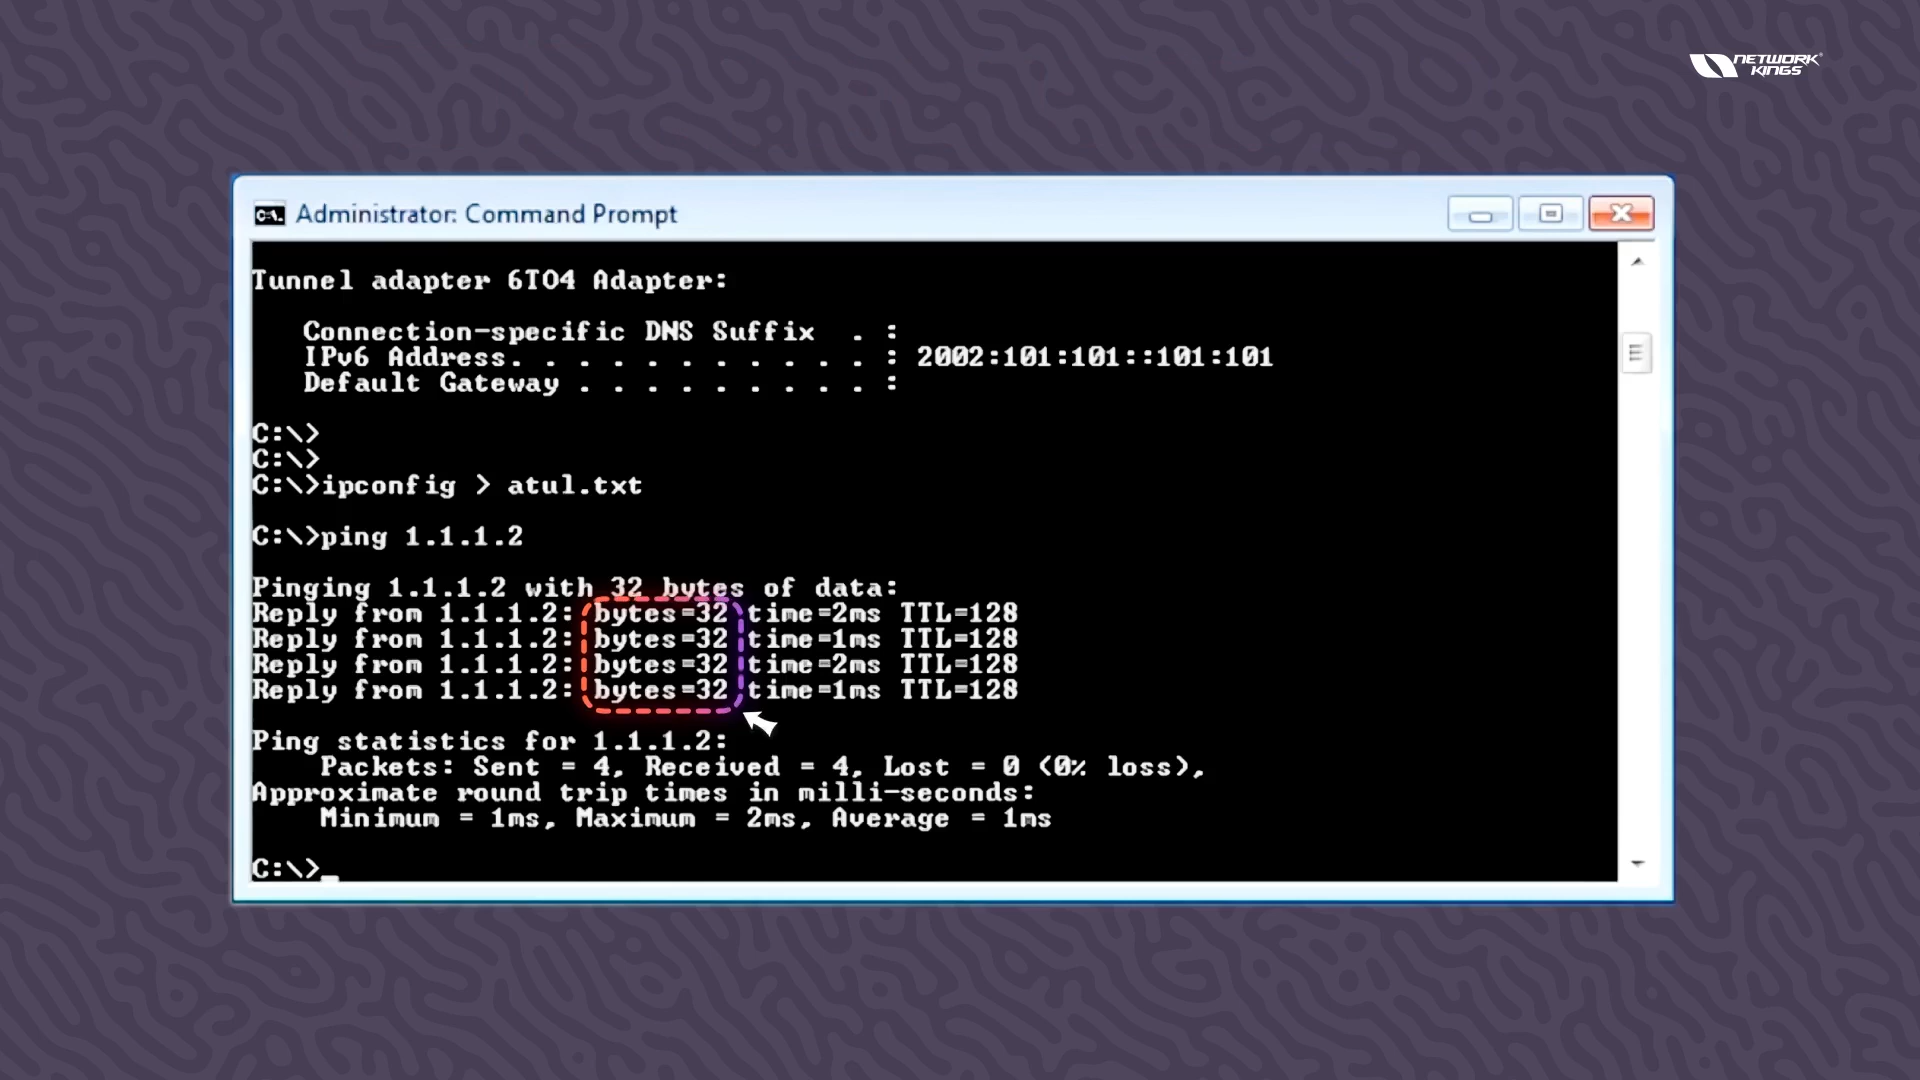 NETWORK
KINGS
C:\. Administrator: Command Prompt
Tunnel adapter 6TO4 Adapter:
Connection-specific DNS Suffix . :
IPv6 Address. . . . . . . . . . . : 2002:101:101::101:101
Default Gateway . . . . . . . . . :
C:\>
C:\>
C:\>ipconfig > atul.txt
C:\>ping 1.1.1.2
Pinging 1.1.1.2 with 32 bytes of data:
Reply from 1.1.1.2: bytes=32 time=2ms TTL=128
Reply from 1.1.1.2: bytes=32 time=1ms TTL=128
Reply from 1.1.1.2: bytes=32 time=2ms TTL=128
Reply from 1.1.1.2: bytes=32 time=1ms TTL=128
Ping statistics for 1.1.1.2:
Packets: Sent = 4, Received = 4, Lost = 0 (0% loss),
Approximate round trip times in milli-seconds:
Minimum = 1ms, Maximum = 2ms, Average = 1ms
C:\>_